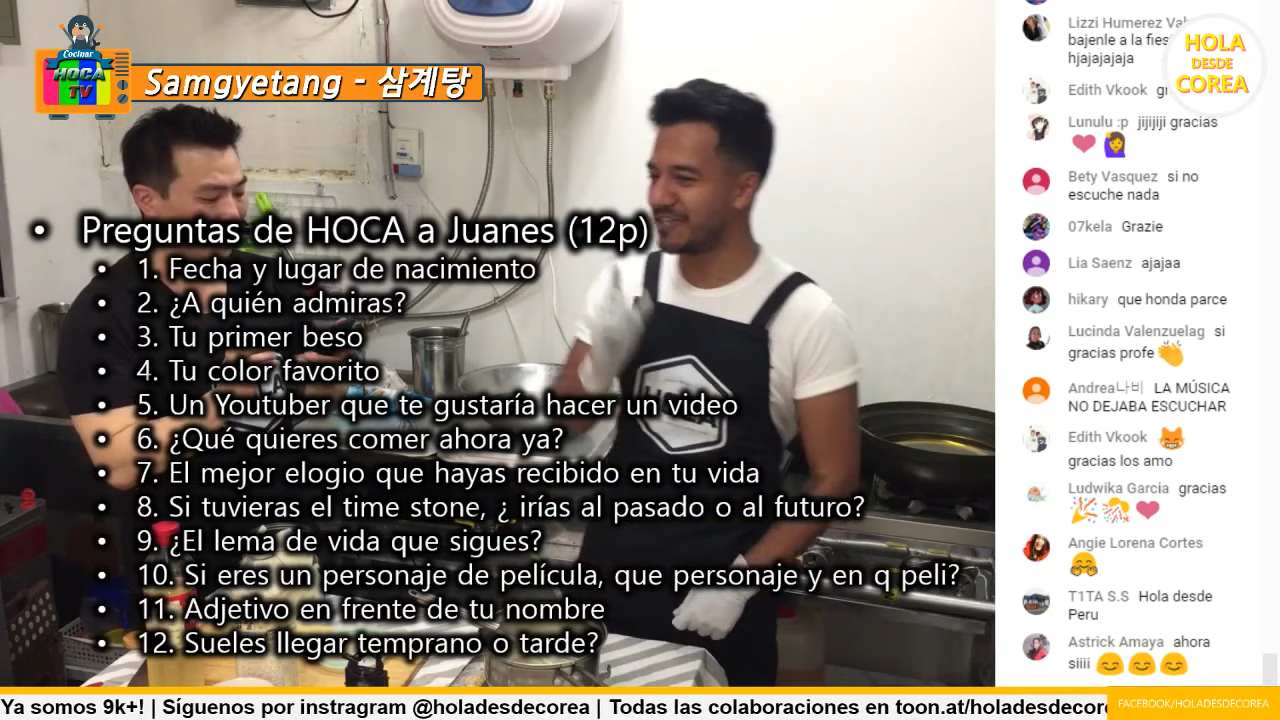 Cocinar
HOCA
TV
Samgyetang - 삼계탕
• Preguntas de HOCA a Juanes (12p)
• 1. Fecha y lugar de nacimiento
• 2. ¿A quién admiras?
• 3. Tu primer beso
• 4. Tu color favorito
• 5. Un Youtuber que te gustaría hacer un video
• 6. ¿Qué quieres comer ahora ya?
• 7. El mejor elogio que hayas recibido en tu vida
• 8. Si tuvieras el time stone, ¿ irías al pasado o al futuro?
• 9. ¿El lema de vida que sigues?
• 10. Si eres un personaje de película, que personaje y en q peli?
• 11. Adjetivo en frente de tu nombre
• 12. Sueles llegar temprano o tarde?
HOCA
HOLA
DESDE
COREA
Lizzi Humerez
bajenle a la
hjajajajaja
Edith Vkook
Lunulu :p jijijiji gracias
❤️ 🙋‍♀️
Bety Vasquez si no
escuche nada
07kela Grazie
Lia Saenz ajajaa
hikary que honda parce
Lucinda Valenzuelag si
gracias profe 👏
Andrea나비 LA MÚSICA
NO DEJABA ESCUCHAR
Edith Vkook 😸
gracias los amo
Ludwika Garcia gracias
🎉 🎊 ❤️
Angie Lorena Cortes
🤗
T1TA S.S Hola desde
Peru
Astrick Amaya ahora
siiii 😊 😊 😊
Ya somos 9k+! | Síguenos por instragram @holadesdecorea | Todas las colaboraciones en toon.at/holadesdecor
FACEBOOK/HOLADESDECOREA